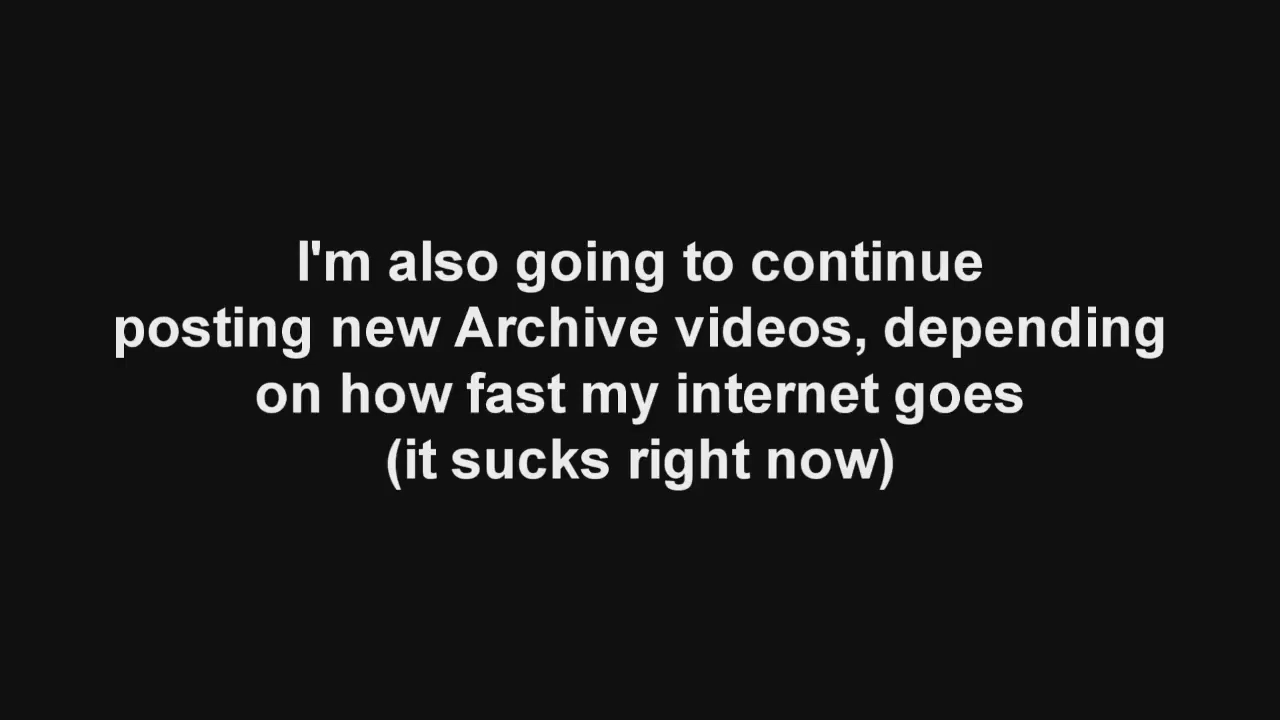 I'm also going to continue
posting new Archive videos, depending
on how fast my internet goes
(it sucks right now)